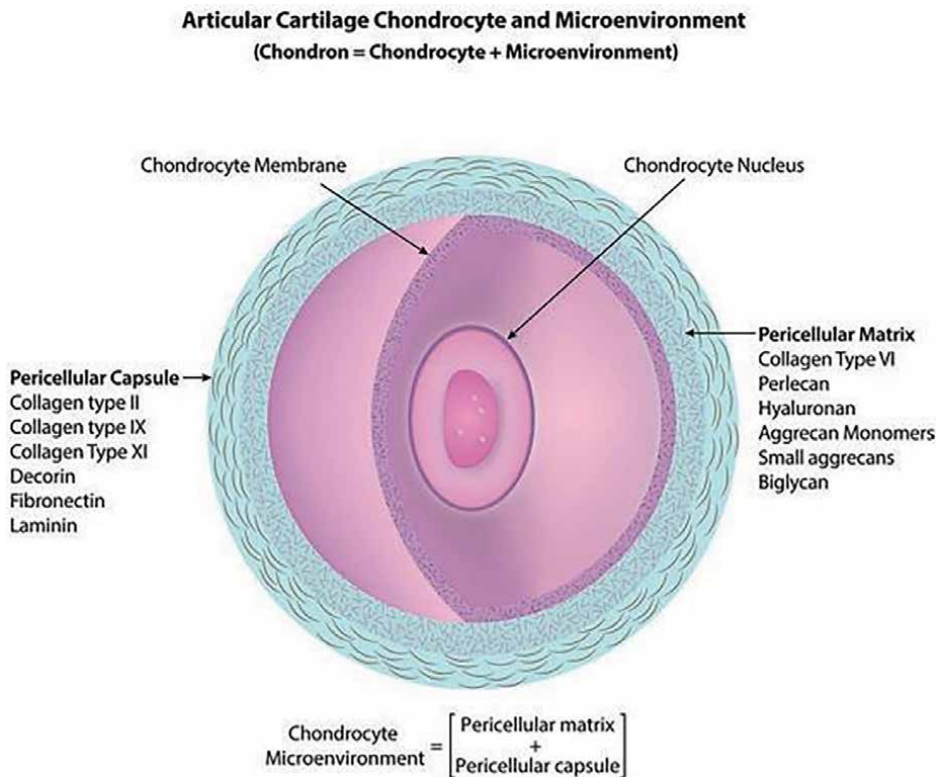 Articular Cartilage Chondrocyte and Microenvironment
(Chondron = Chondrocyte + Microenvironment)
Chondrocyte Membrane
Chondrocyte Nucleus
Pericellular Capsule
Collagen type II
Collagen type IX
Collagen Type XI
Decorin
Fibronectin
Laminin
Pericellular Matrix
Collagen Type VI
Perlecan
Hyaluronan
Aggrecan Monomers
Small aggrecans
Biglycan
Chondrocyte
Microenvironment
=
Pericellular matrix
+
Pericellular capsule